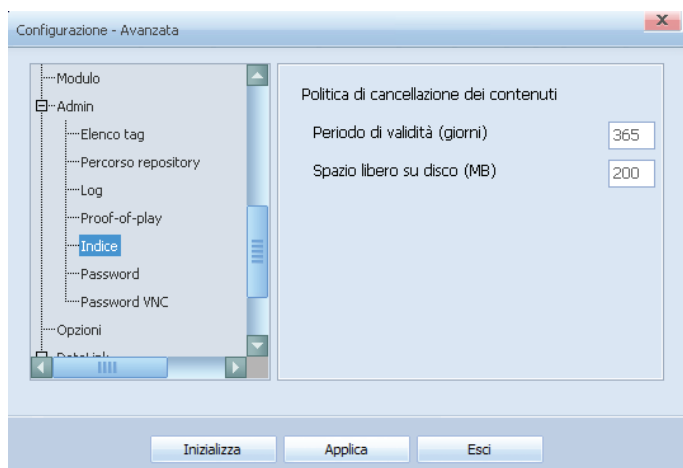 Configurazione - Avanzata
Modulo
Admin
Elenco tag
Percorso repository
Log
Proof-of-play
Indice
Password
Password VNC
Opzioni
DataLink
Politica di cancellazione dei contenuti
Periodo di validità (giorni) 365
Spazio libero su disco (MB) 200
Inizializza Applica Esci